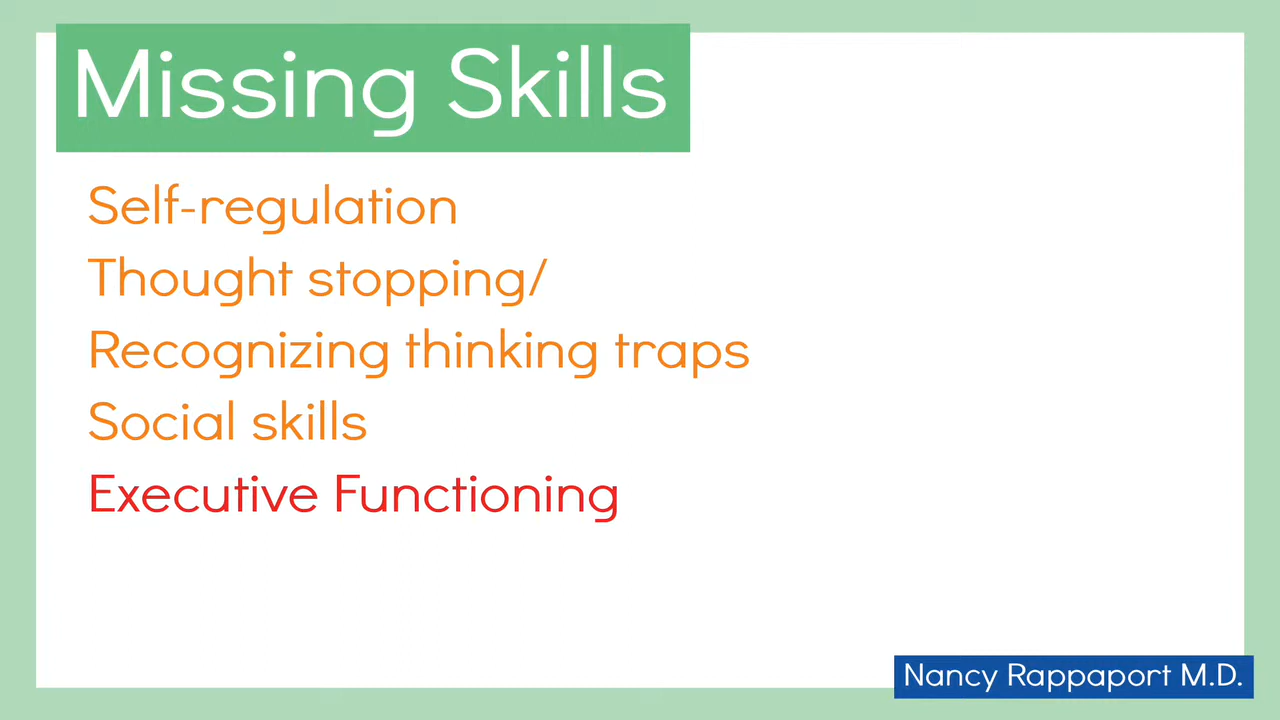 Missing Skills
Self-regulation
Thought stopping/
Recognizing thinking traps
Social skills
Executive Functioning
Nancy Rappaport M.D.